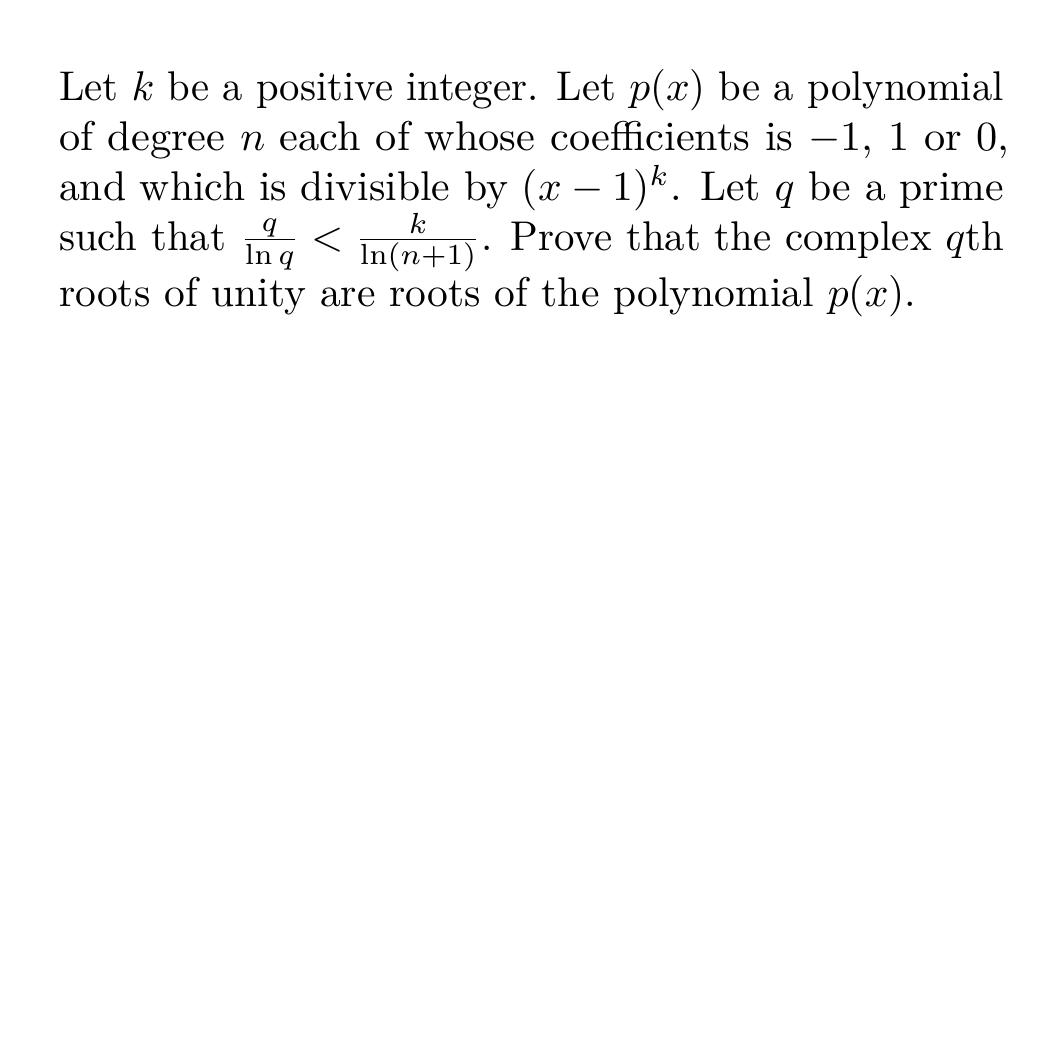 Let $k$ be a positive integer. Let $p(x)$ be a polynomial
of degree $n$ each of whose coefficients is $-1$, $1$ or $0$,
and which is divisible by $(x-1)^k$. Let $q$ be a prime
such that $\frac{q}{\ln q} < \frac{k}{\ln(n+1)}$. Prove that the complex $q$th
roots of unity are roots of the polynomial $p(x)$.